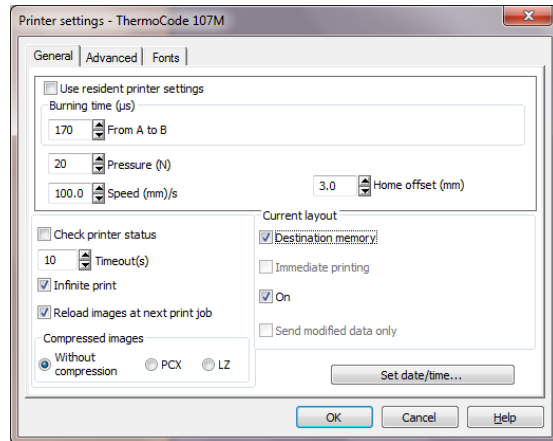 Printer settings - ThermoCode 107M
General
Advanced
Fonts
Use resident printer settings
Burning time (µs)
170 From A to B
20 Pressure (N)
100.0 Speed (mm)/s
3.0 Home offset (mm)
Check printer status
10 Timeout(s)
Infinite print
Reload images at next print job
Compressed images
Without
compression
PCX
LZ
Current layout
Destination memory
Immediate printing
On
Send modified data only
Set date/time...
OK
Cancel
Help